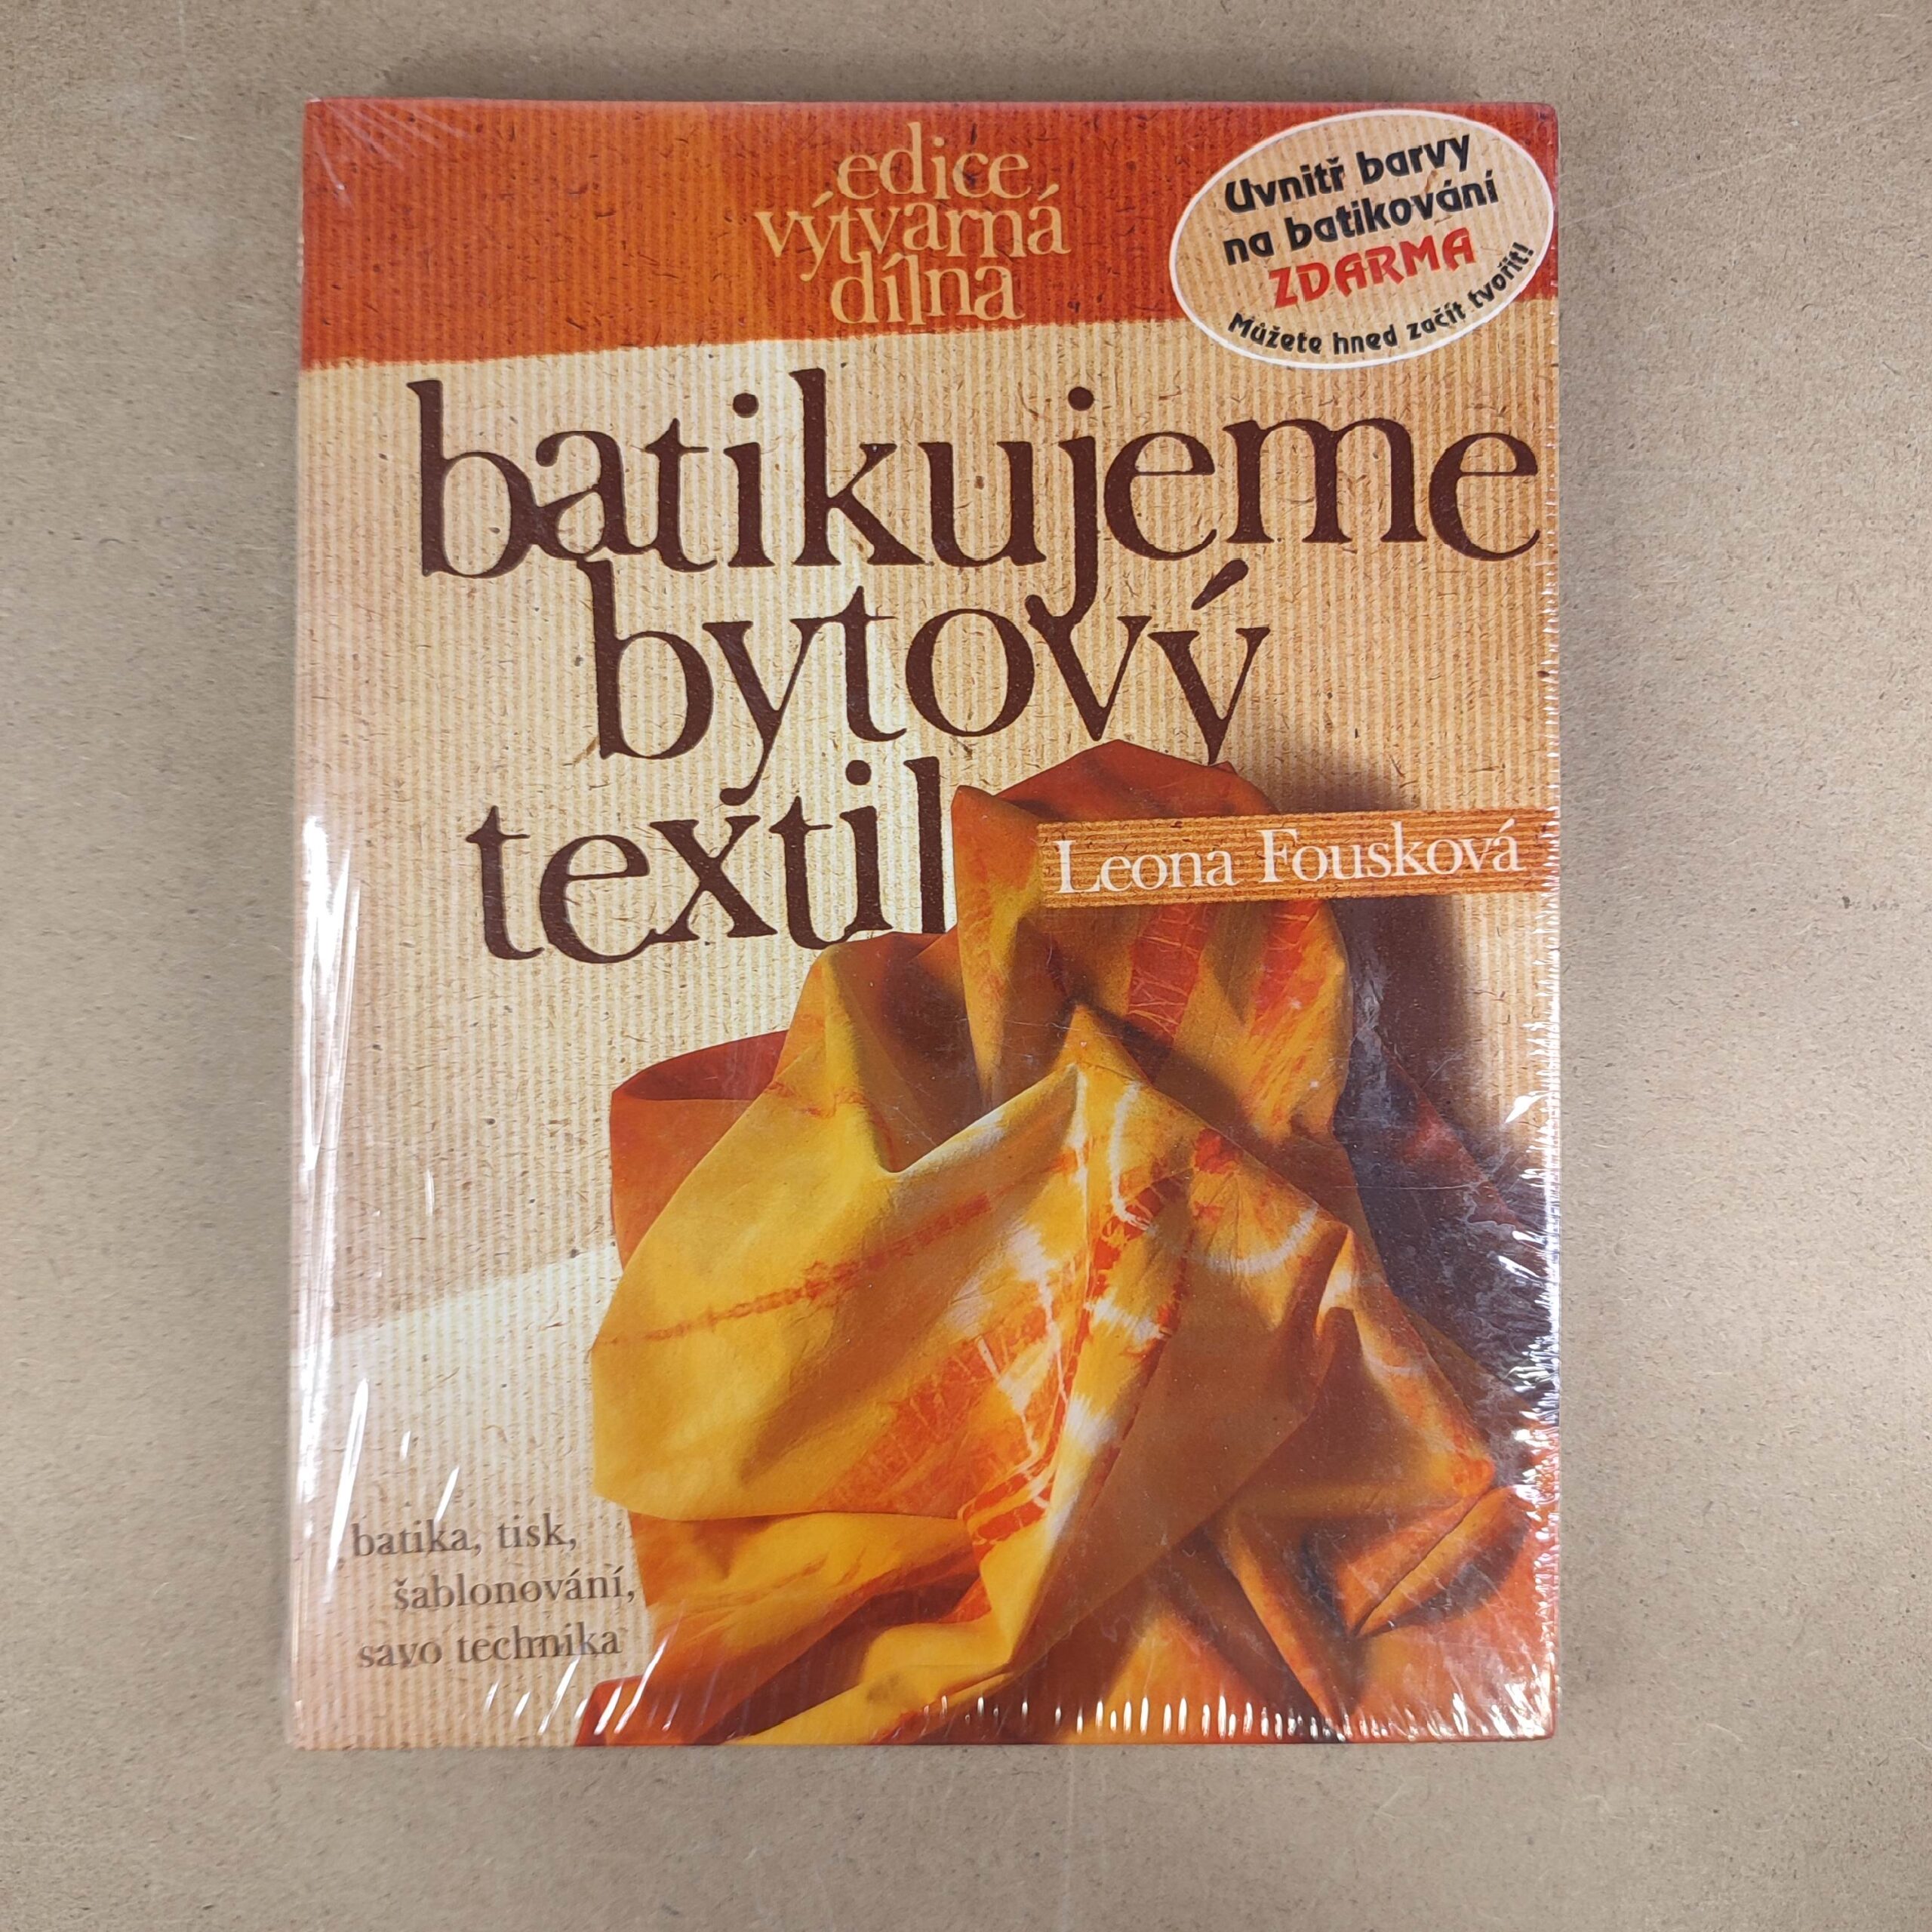 edice
výtvarná
dílna
Uvnitř barvy
na batikování
ZDARMA
Můžete hned začít tvořit!
batikujeme
bytový
textil
Leona Fousková
batika, tisk,
šablonování,
savo technika